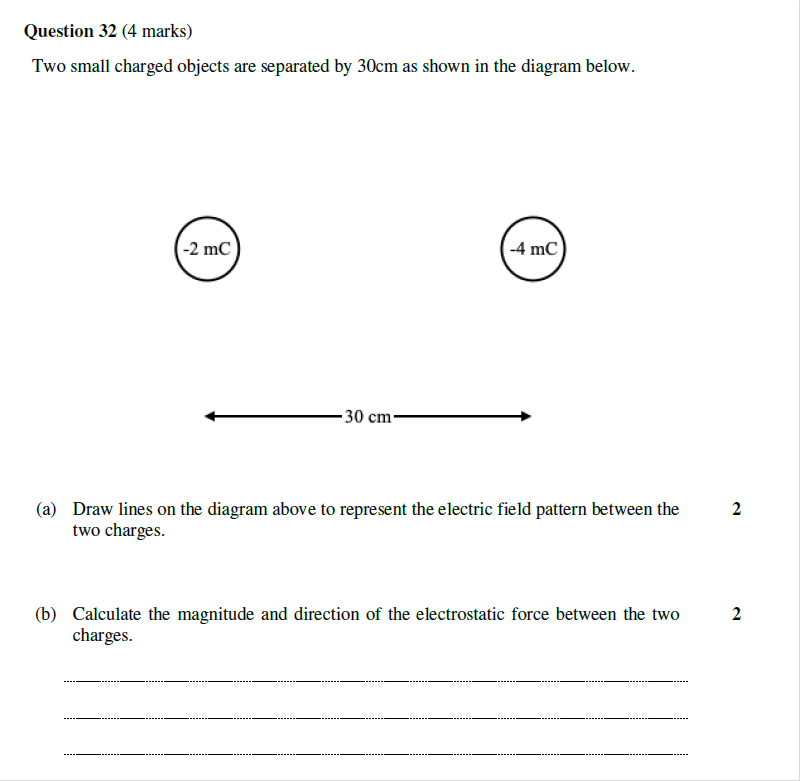 Question 32 (4 marks)
Two small charged objects are separated by 30cm as shown in the diagram below.
-2 mC
-4 mC
30 cm
(a) Draw lines on the diagram above to represent the electric field pattern between the 2
two charges.
(b) Calculate the magnitude and direction of the electrostatic force between the two 2
charges.